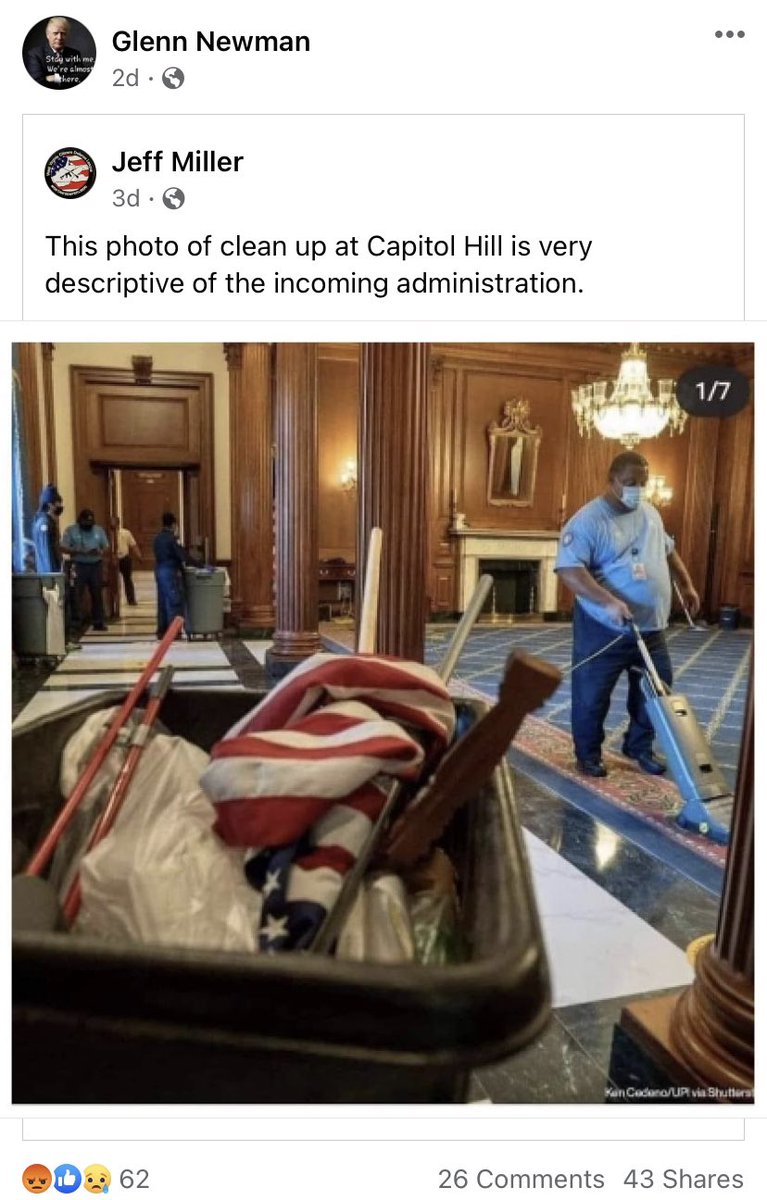 Glenn Newman
Stay with me
We're almost
there.
2d
Jeff Miller
3d
This photo of clean up at Capitol Hill is very
descriptive of the incoming administration.
1/7
Ken Cedeno/UPI via Shutterst
62
26 Comments 43 Shares